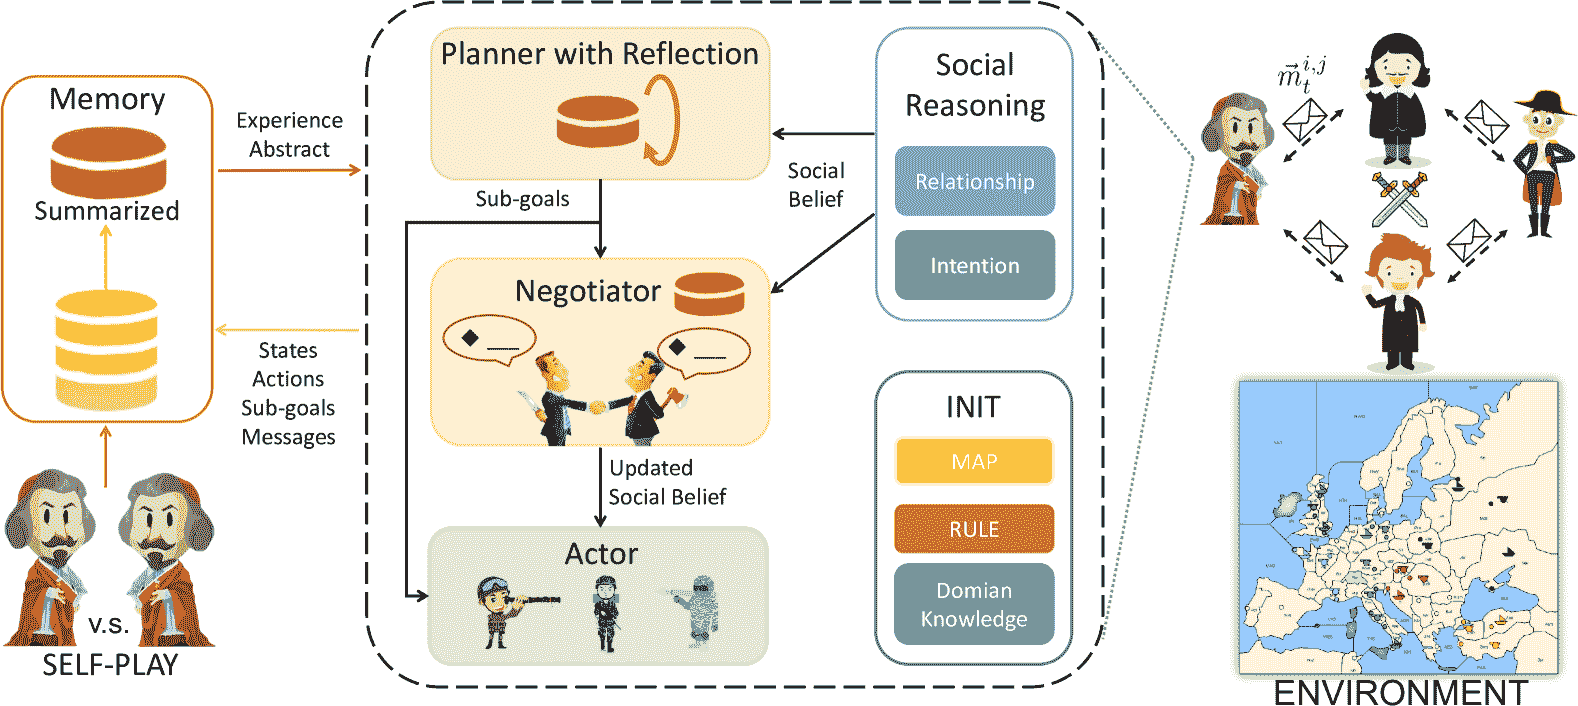 Memory
Summarized
Experience
Abstract
States
Actions
Sub-goals
Messages
v.s.
SELF-PLAY
Planner with Reflection
Sub-goals
Negotiator
Updated
Social Belief
Actor
Social
Belief
Social
Reasoning
Relationship
Intention
INIT
MAP
RULE
Domian
Knowledge
$\vec{m}_t^{i,j}$
ENVIRONMENT